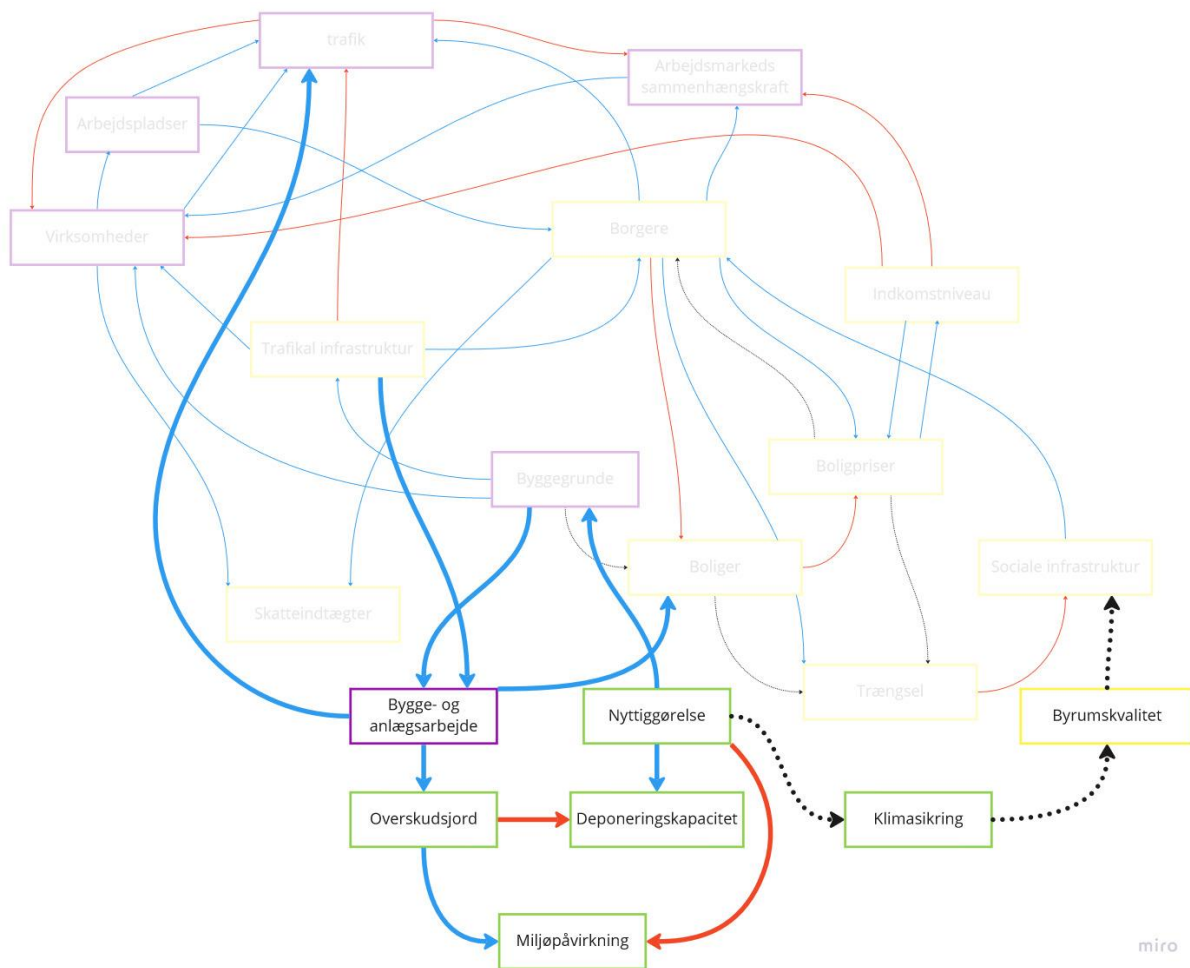 trafik
Arbejdsmarkeds
sammenhængskraft
Arbejdspladser
Virksomheder
Borgere
Indkomstniveau
Trafikal infrastruktur
Boligpriser
Byggegrunde
Boliger
Sociale infrastruktur
Skatteindtægter
Trængsel
Bygge- og
anlægsarbejde
Nyttiggørelse
Byrumskvalitet
Overskudsjord
Deponeringskapacitet
Klimasikring
Miljøpåvirkning
miro